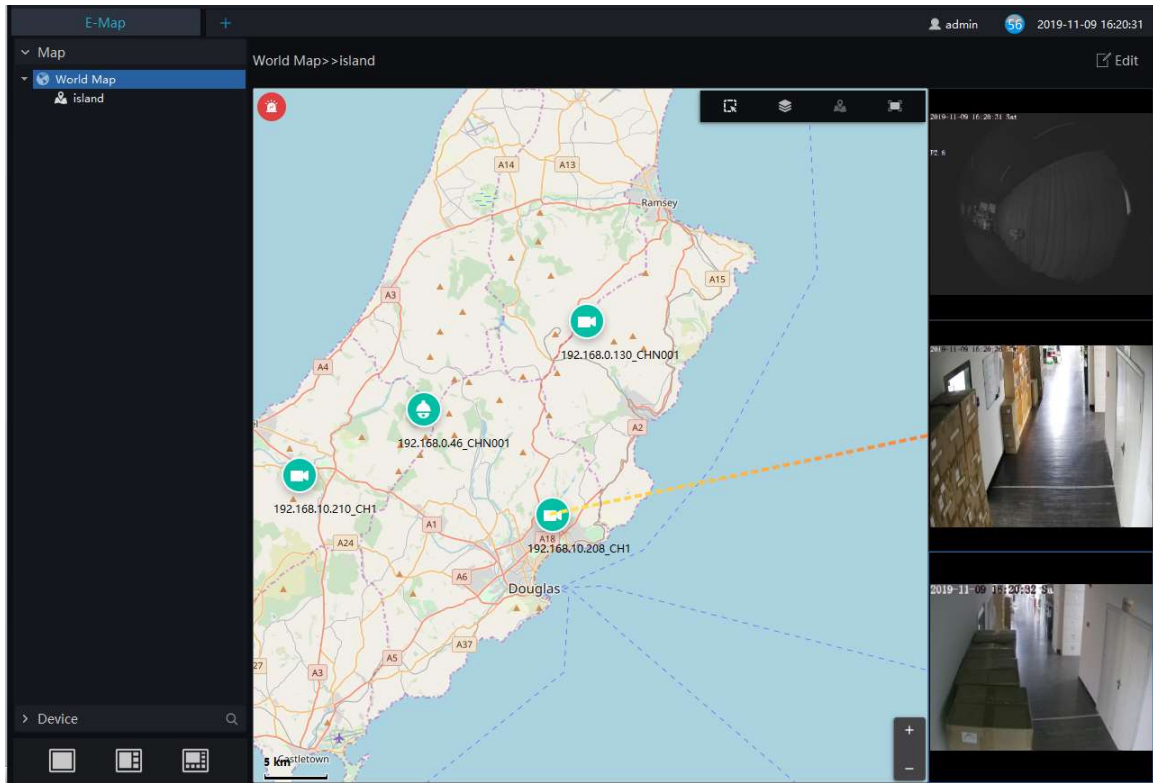 E-Map
+
admin
56
2019-11-09 16:20:31
Map
World Map
island
World Map>>island
Edit
2019-11-09 16:20:31 Sat
A14
A13
Ramsey
A15
A3
192.168.0.130_CHN001
A4
192.168.0.46_CHN001
A2
192.168.10.210_CH1
A1
A18
192.168.10.208_CH1
A24
A6
Douglas
A37
A5
27
A3
2019-11-09 16:20:32 Sa
Device
5 km
Castletown
+
−